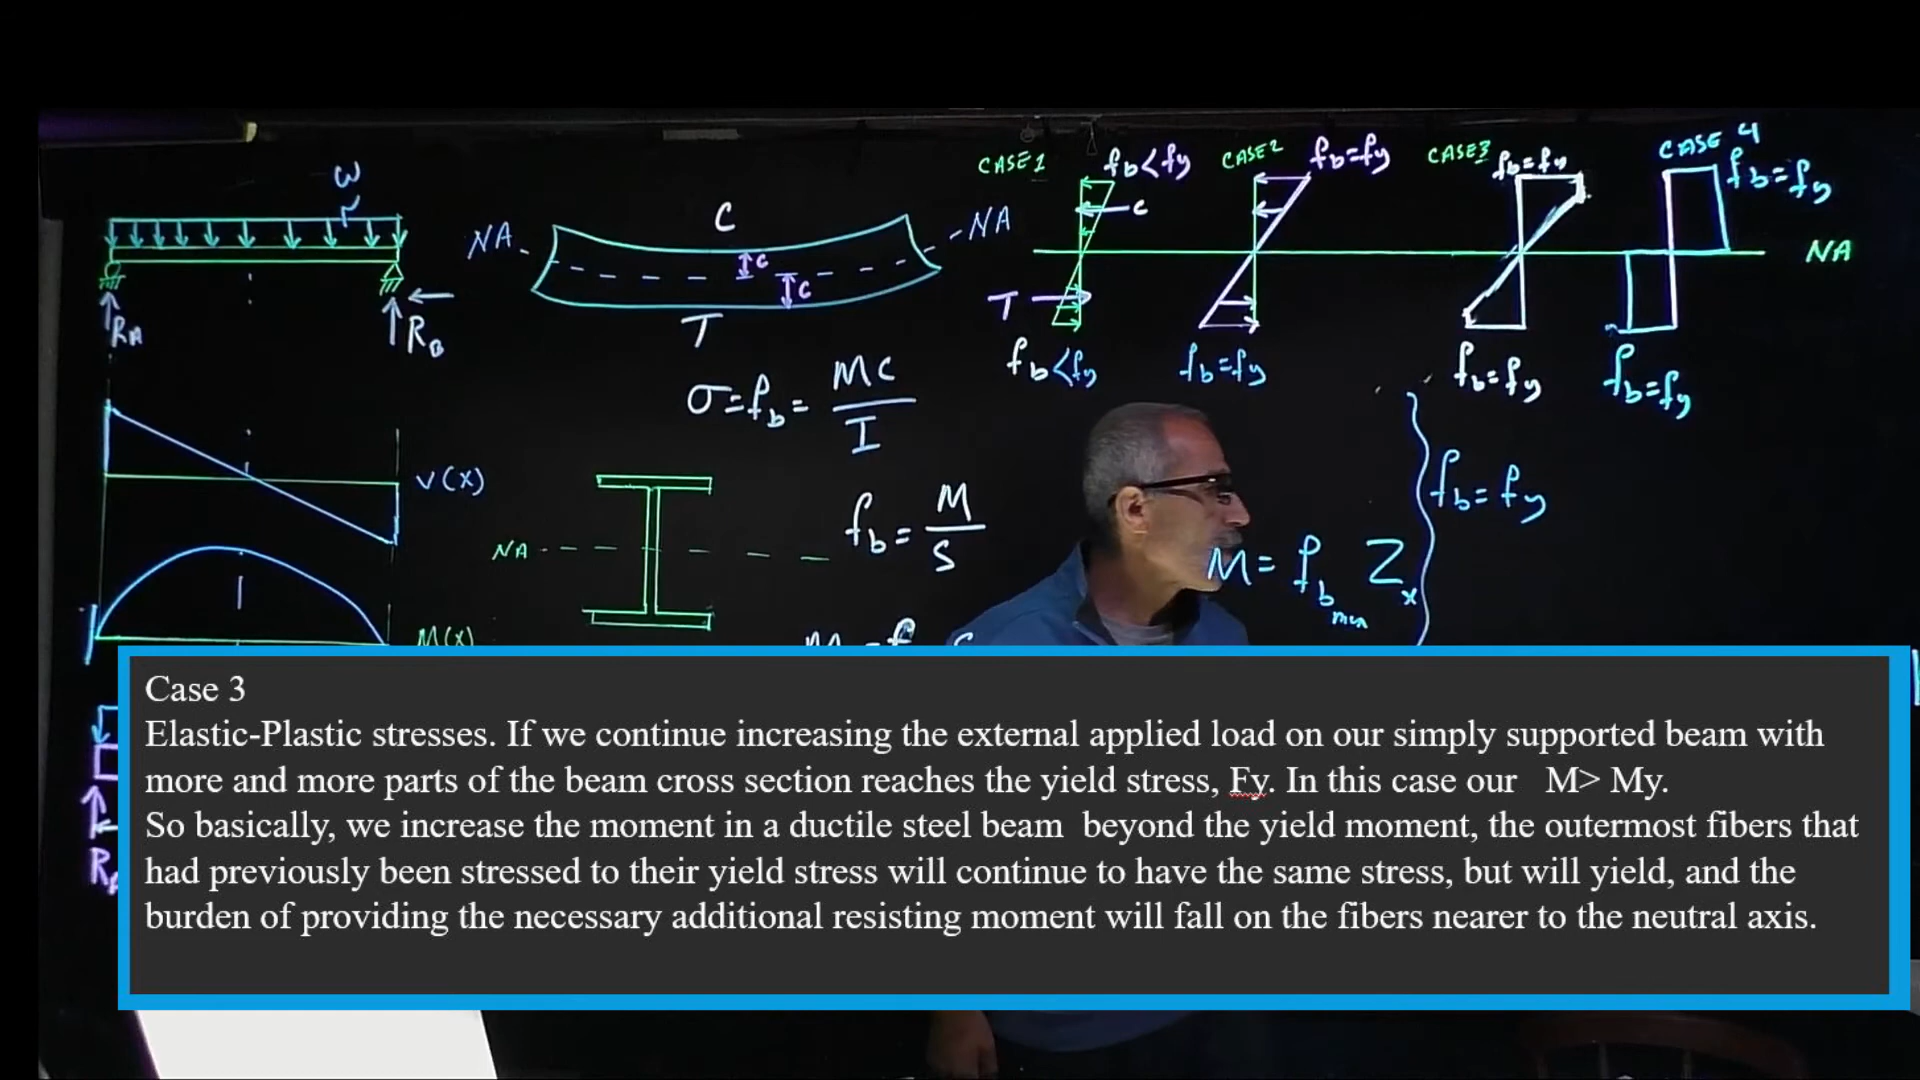 CASE 1
fb<fy
CASE 2
fb=fy
CASE 3
fb=fy
CASE 4
fb=fy
W
C
NA
NA
C
C
C
T
NA
T
RA
RB
fb<fy
fb=fy
fb=fy
fb=fy
σ=fb=MC/I
V(x)
fb=M/S
fb=fy
NA
M= fb Zx
M(x)
Case 3
Elastic-Plastic stresses. If we continue increasing the external applied load on our simply supported beam with
more and more parts of the beam cross section reaches the yield stress, Fy. In this case our M> My.
So basically, we increase the moment in a ductile steel beam beyond the yield moment, the outermost fibers that
had previously been stressed to their yield stress will continue to have the same stress, but will yield, and the
burden of providing the necessary additional resisting moment will fall on the fibers nearer to the neutral axis.